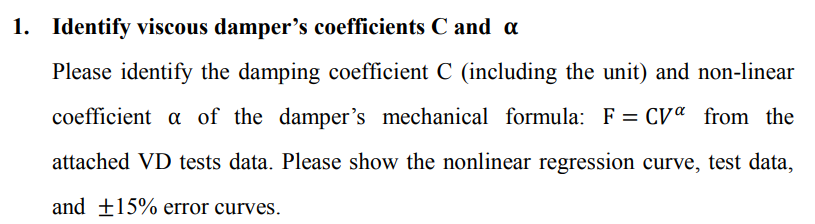 1. Identify viscous damper’s coefficients C and α
Please identify the damping coefficient C (including the unit) and non-linear
coefficient α of the damper’s mechanical formula: F = CV^α from the
attached VD tests data. Please show the nonlinear regression curve, test data,
and ±15% error curves.